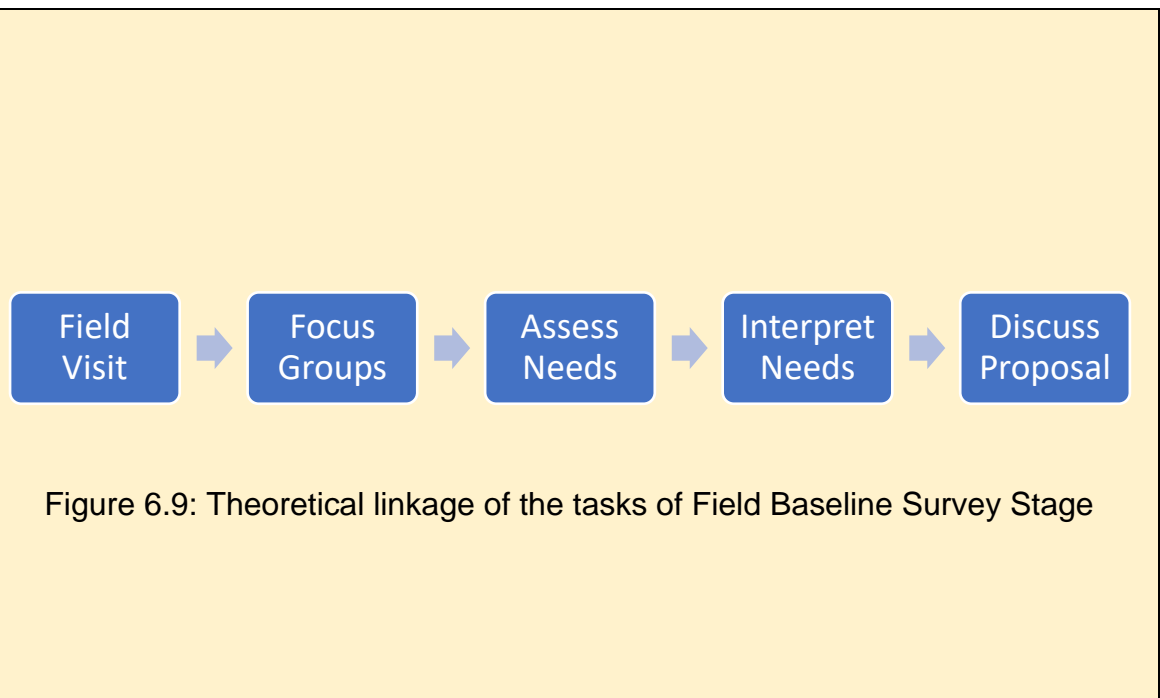 Field
Visit
Focus
Groups
Assess
Needs
Interpret
Needs
Discuss
Proposal
Figure 6.9: Theoretical linkage of the tasks of Field Baseline Survey Stage